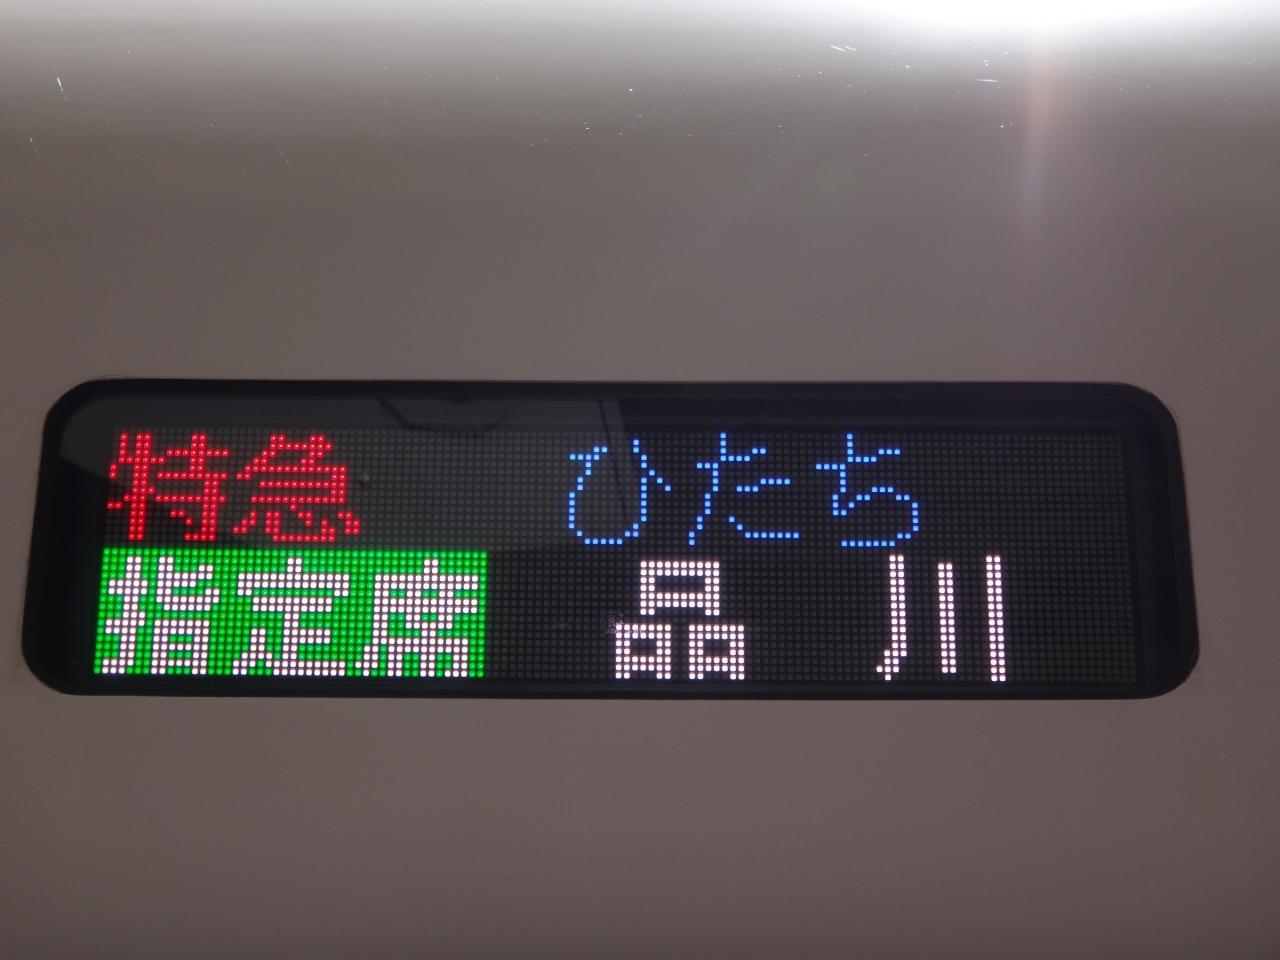 特急 ひたち
指定席 品川